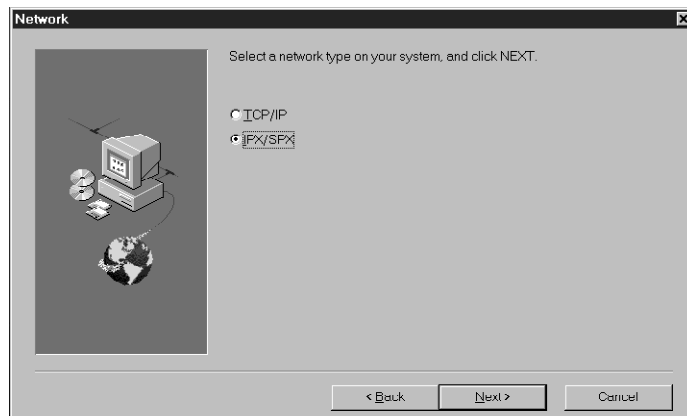 Network
Select a network type on your system, and click NEXT.
TCP/IP
IPX/SPX
< Back
Next >
Cancel